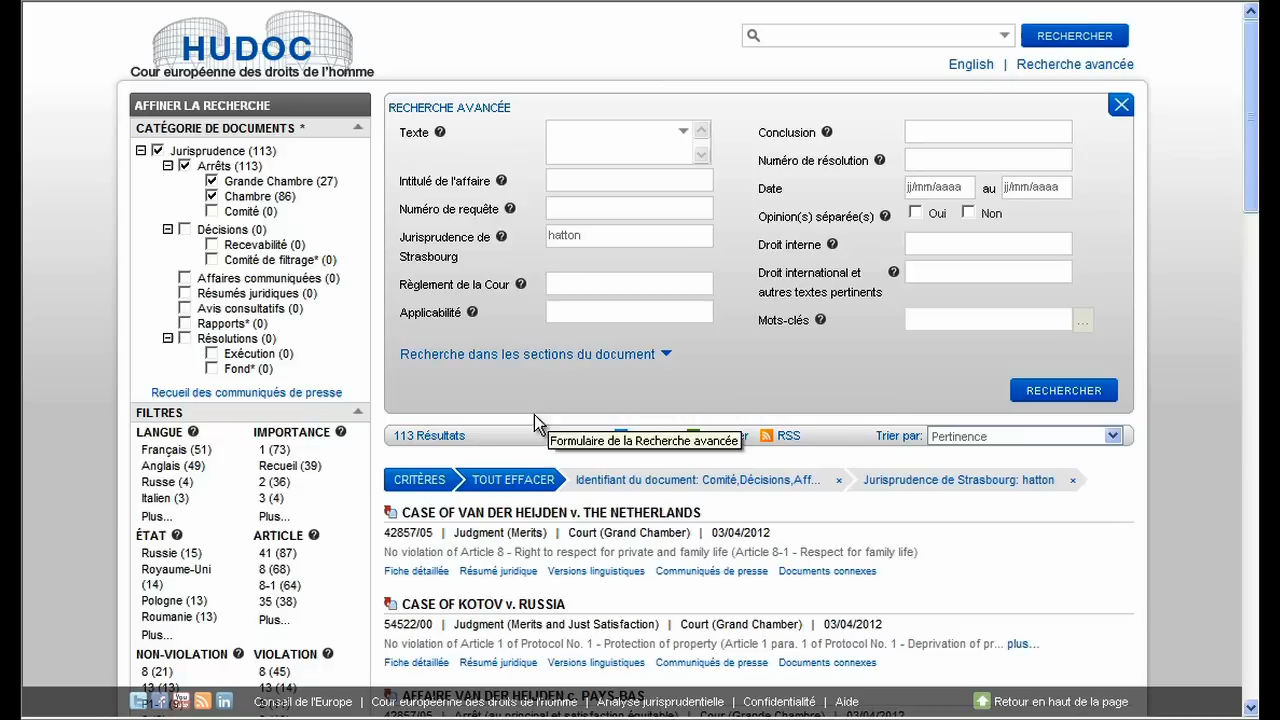 HUDOC
Cour européenne des droits de l'homme
RECHERCHER
English | Recherche avancée
AFFINER LA RECHERCHE
CATÉGORIE DE DOCUMENTS *
Jurisprudence (113)
Arrêts (113)
Grande Chambre (27)
Chambre (86)
Comité (0)
Décisions (0)
Recevabilité (0)
Comité de filtrage* (0)
Affaires communiquées (0)
Résumés juridiques (0)
Avis consultatifs (0)
Rapports* (0)
Résolutions (0)
Exécution (0)
Fond* (0)
Recueil des communiqués de presse
FILTRES
LANGUE
Français (51)
Anglais (49)
Russe (4)
Italien (3)
Plus...
IMPORTANCE
1 (73)
Recueil (39)
2 (36)
3 (4)
Plus...
ÉTAT
Russie (15)
Royaume-Uni
(14)
Pologne (13)
Roumanie (13)
Plus...
ARTICLE
41 (87)
8 (68)
8-1 (64)
35 (38)
Plus...
NON-VIOLATION
8 (21)
13 (13)
VIOLATION
8 (45)
13 (14)
RECHERCHE AVANCÉE
Texte
Intitulé de l'affaire
Numéro de requête
Jurisprudence de
Strasbourg
hatton
Règlement de la Cour
Applicabilité
Recherche dans les sections du document
Conclusion
Numéro de résolution
Date jj/mm/aaaa au jj/mm/aaaa
Opinion(s) séparée(s) Oui Non
Droit interne
Droit international et
autres textes pertinents
Mots-clés ...
RECHERCHER
113 Résultats
Formulaire de la Recherche avancée
RSS
Trier par: Pertinence
CRITÈRES TOUT EFFACER Identifiant du document: Comité,Décisions,Aff... × Jurisprudence de Strasbourg: hatton ×
CASE OF VAN DER HEIJDEN v. THE NETHERLANDS
42857/05 | Judgment (Merits) | Court (Grand Chamber) | 03/04/2012
No violation of Article 8 - Right to respect for private and family life (Article 8-1 - Respect for family life)
Fiche détaillée Résumé juridique Versions linguistiques Communiqués de presse Documents connexes
CASE OF KOTOV v. RUSSIA
54522/00 | Judgment (Merits and Just Satisfaction) | Court (Grand Chamber) | 03/04/2012
No violation of Article 1 of Protocol No. 1 - Protection of property (Article 1 para. 1 of Protocol No. 1 - Deprivation of pr... plus...
Fiche détaillée Résumé juridique Versions linguistiques Communiqués de presse Documents connexes
AFFAIRE VAN DER HEIJDEN c. PAYS-BAS
Conseil de l'Europe | Cour européenne des droits de l'homme | Analyse jurisprudentielle | Confidentialité | Aide
Retour en haut de la page